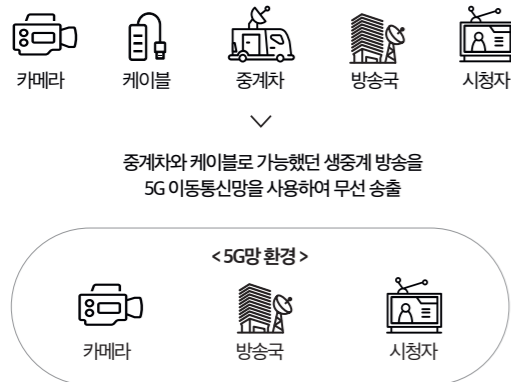 카메라 케이블 중계차 방송국 시청자
중계차와 케이블로 가능했던 생중계 방송을
5G 이동통신망을 사용하여 무선 송출
< 5G망 환경 >
카메라 방송국 시청자